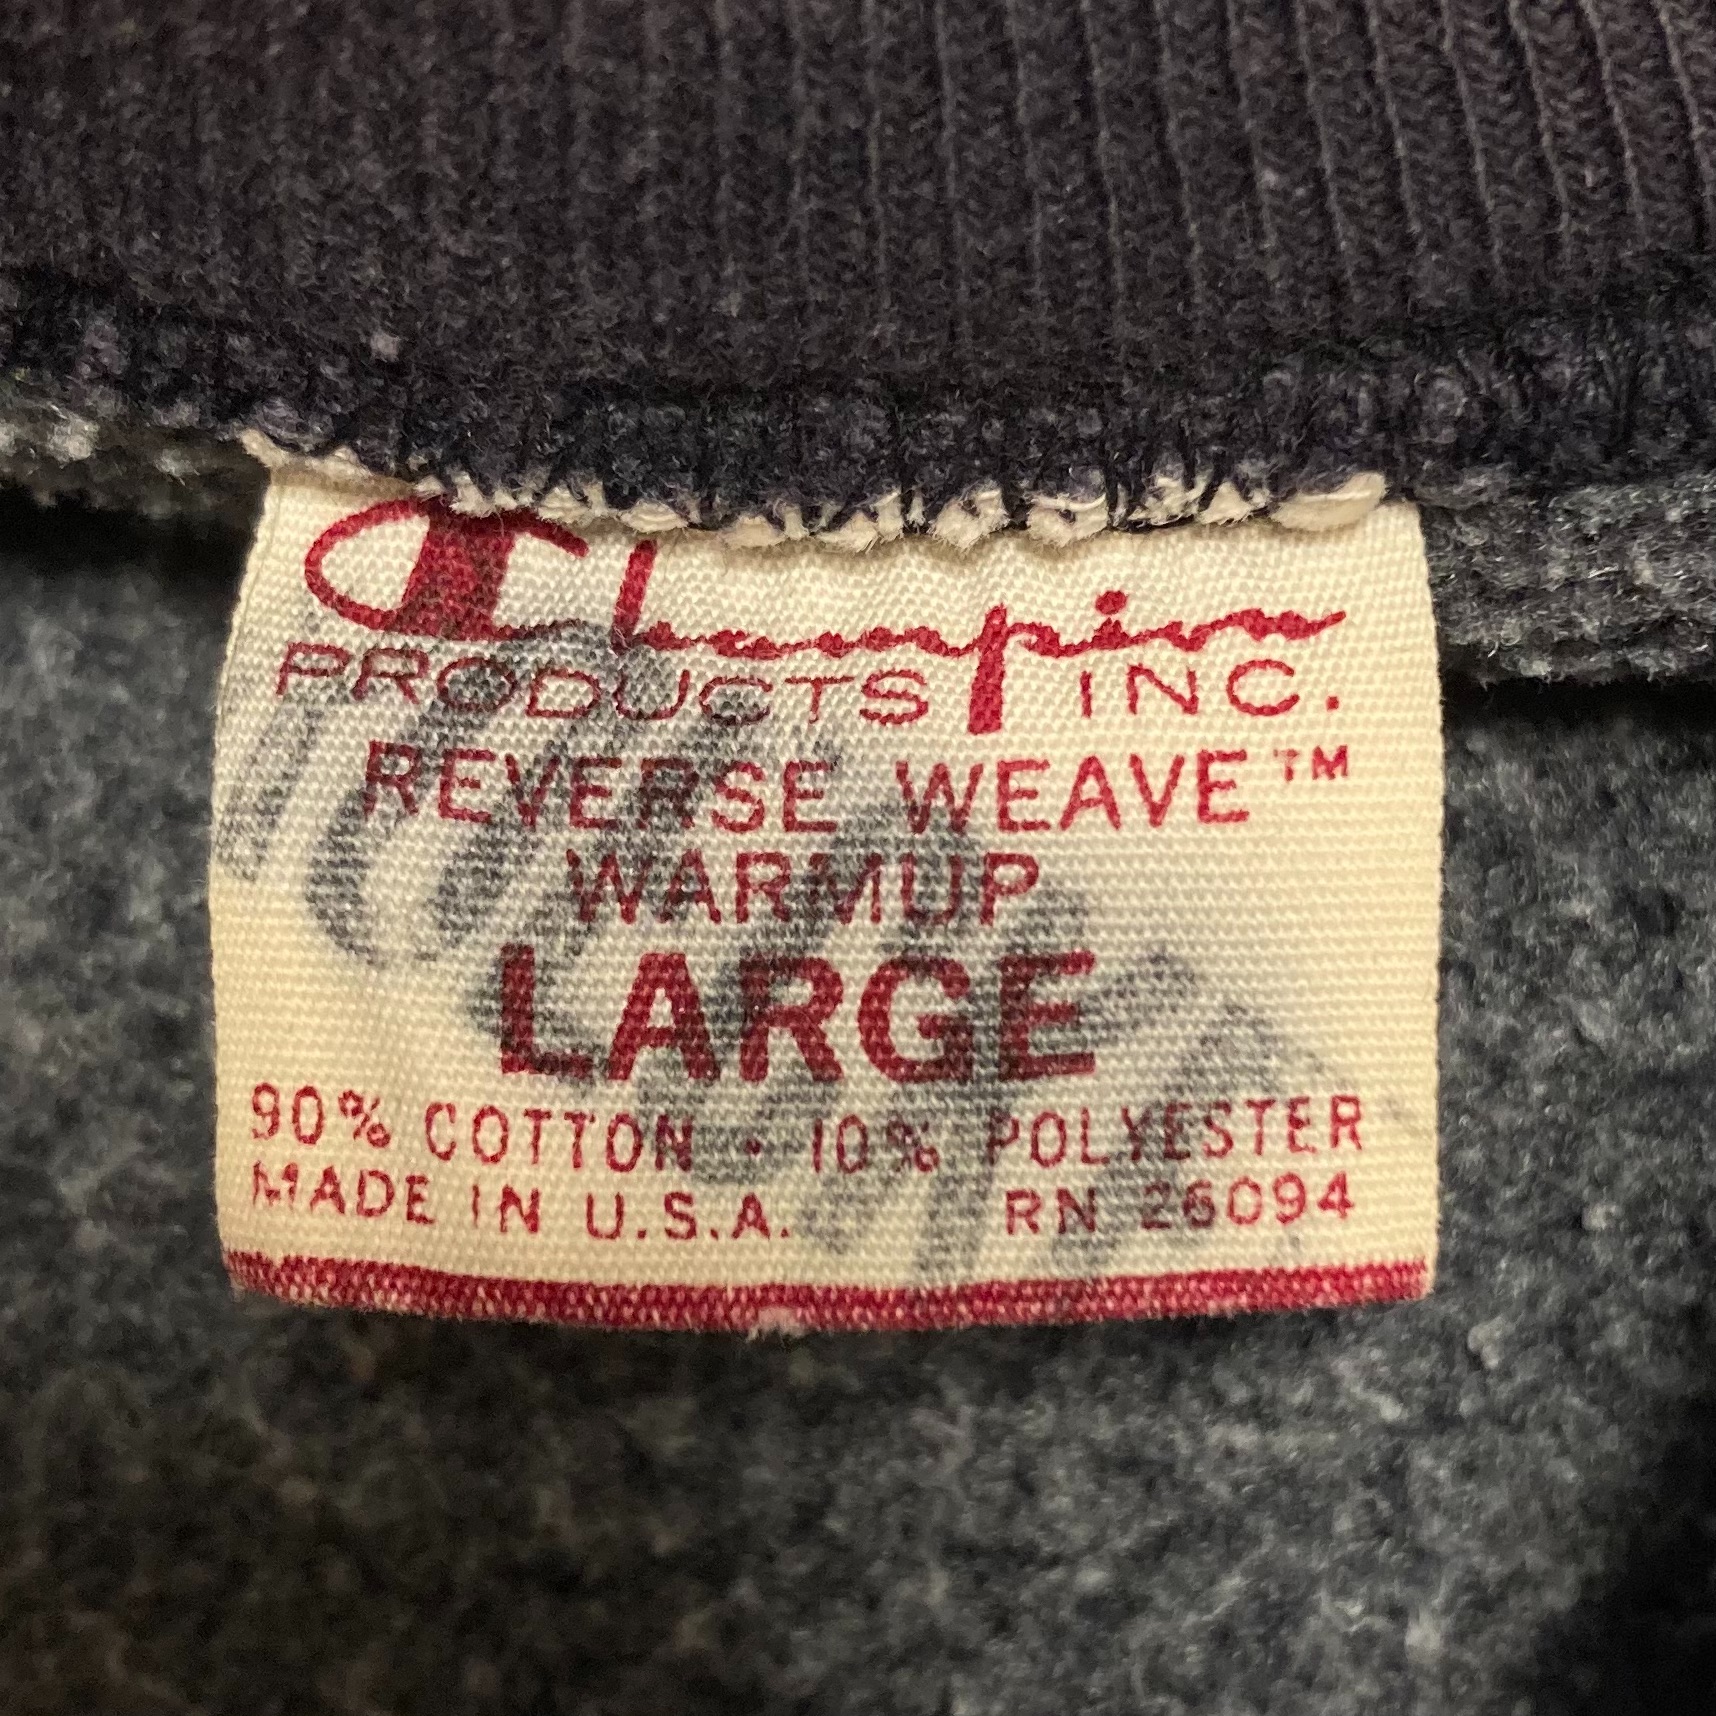 Champion
PRODUCTS INC.
REVERSE WEAVE™
WARMUP
LARGE
90% COTTON · 10% POLYESTER
MADE IN U.S.A. RN 26094